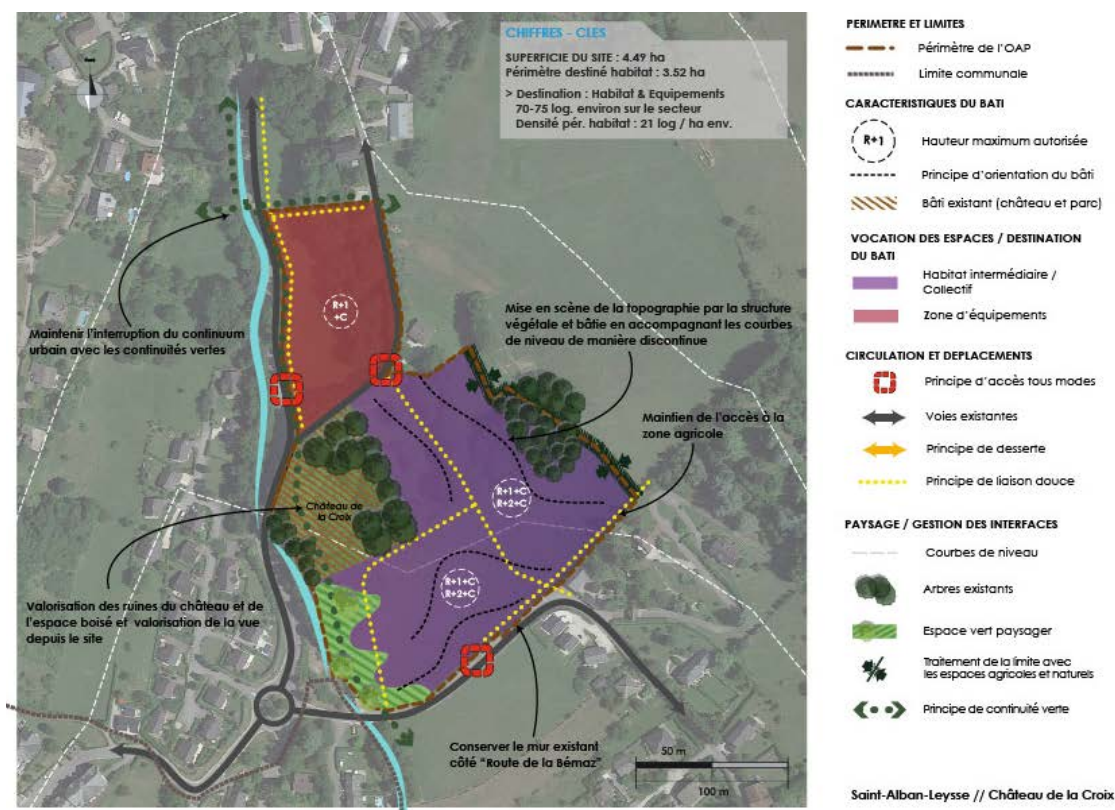 CHIFFRES - CLES
SUPERFICIE DU SITE : 4.49 ha
Périmètre destiné habitat : 3.52 ha
> Destination : Habitat & Equipements
70-75 log. environ sur le secteur
Densité pér. habitat : 21 log / ha env.
R+1
+C
Maintenir l'interruption du continuum
urbain avec les continuités vertes
Mise en scène de la topographie par la structure
végétale et bâtie en accompagnant les courbes
de niveau de manière discontinue
Maintien de l'accès à la
zone agricole
R+1+C
R+2+C
Château de
la Croix
R+1+C
R+2+C
Valorisation des ruines du château et de
l'espace boisé et valorisation de la vue
depuis le site
Conserver le mur existant
côté "Route de la Bémaz"
50 m
100 m
PERIMETRE ET LIMITES
Périmètre de l'OAP
Limite communale
CARACTERISTIQUES DU BATI
R+1
Hauteur maximum autorisée
Principe d'orientation du bâti
Bâti existant (château et parc)
VOCATION DES ESPACES / DESTINATION
DU BATI
Habitat intermédiaire /
Collectif
Zone d'équipements
CIRCULATION ET DEPLACEMENTS
Principe d'accès tous modes
Voies existantes
Principe de desserte
Principe de liaison douce
PAYSAGE / GESTION DES INTERFACES
Courbes de niveau
Arbres existants
Espace vert paysager
Traitement de la limite avec
les espaces agricoles et naturels
Principe de continuité verte
Saint-Alban-Leysse // Château de la Croix